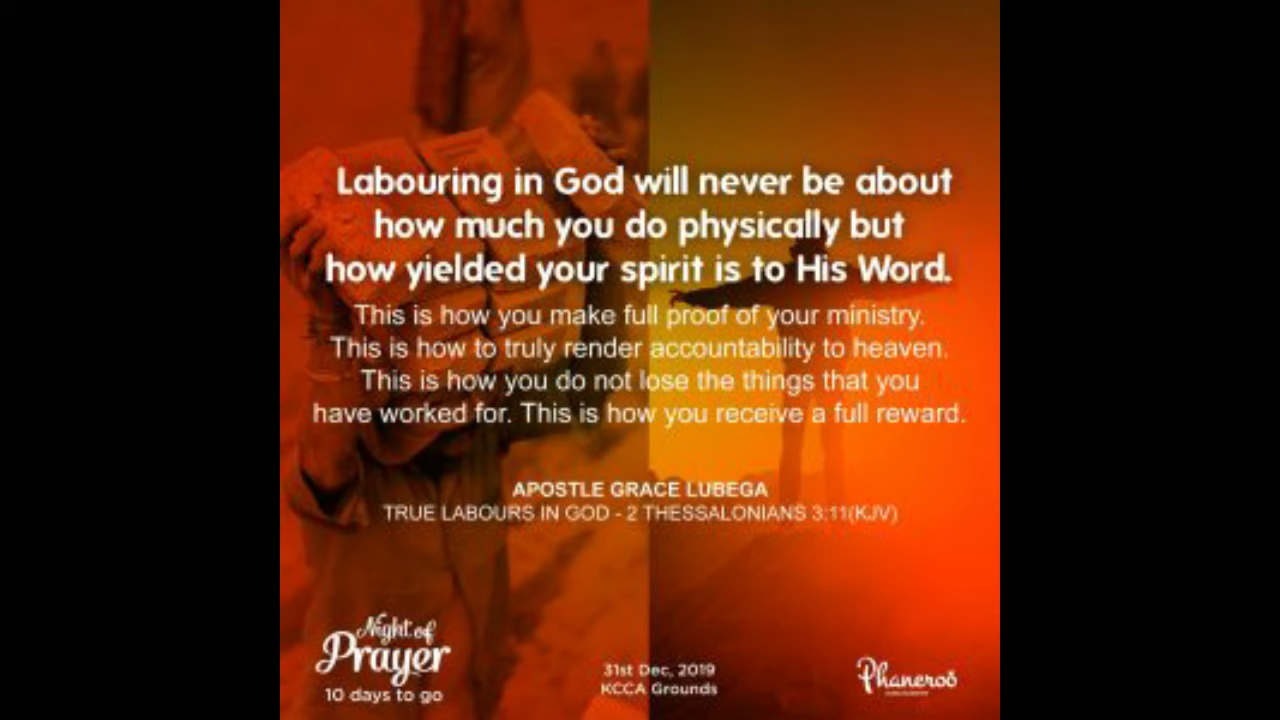 Labouring in God will never be about
how much you do physically but
how yielded your spirit is to His Word.
This is how you make full proof of your ministry.
This is how to truly render accountability to heaven.
This is how you do not lose the things that you
have worked for. This is how you receive a full reward.
APOSTLE GRACE LUBEGA
TRUE LABOURS IN GOD - 2 THESSALONIANS 3:11(KJV)
Night of
Prayer
10 days to go
31st Dec, 2019
KCCA Grounds
Phaneroo